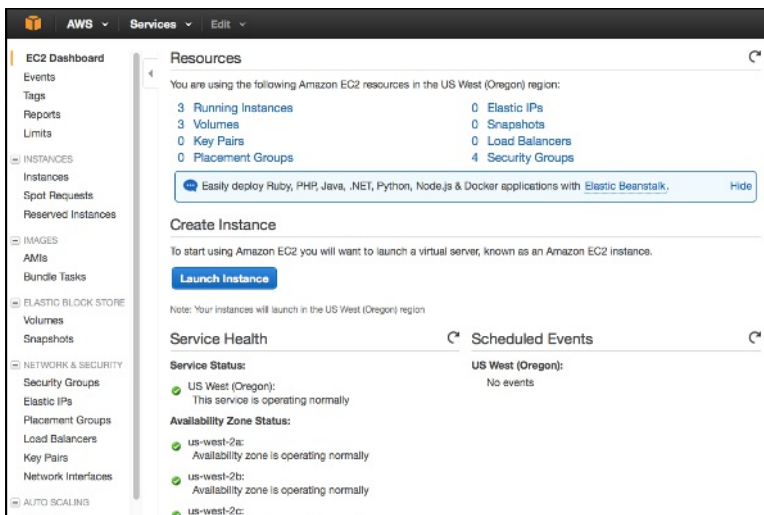 AWS Services Edit
EC2 Dashboard
Events
Tags
Reports
Limits
INSTANCES
Instances
Spot Requests
Reserved Instances
IMAGES
AMIs
Bundle Tasks
ELASTIC BLOCK STORE
Volumes
Snapshots
NETWORK & SECURITY
Security Groups
Elastic IPs
Placement Groups
Load Balancers
Key Pairs
Network Interfaces
AUTO SCALING
Resources
You are using the following Amazon EC2 resources in the US West (Oregon) region:
3 Running Instances
3 Volumes
0 Key Pairs
0 Placement Groups
0 Elastic IPs
0 Snapshots
0 Load Balancers
4 Security Groups
Easily deploy Ruby, PHP, Java, .NET, Python, Node.js & Docker applications with Elastic Beanstalk. Hide
Create Instance
To start using Amazon EC2 you will want to launch a virtual server, known as an Amazon EC2 instance.
Launch Instance
Note: Your instances will launch in the US West (Oregon) region
Service Health
Service Status:
US West (Oregon):
This service is operating normally
Availability Zone Status:
us-west-2a:
Availability zone is operating normally
us-west-2b:
Availability zone is operating normally
us-west-2c:
Scheduled Events
US West (Oregon):
No events